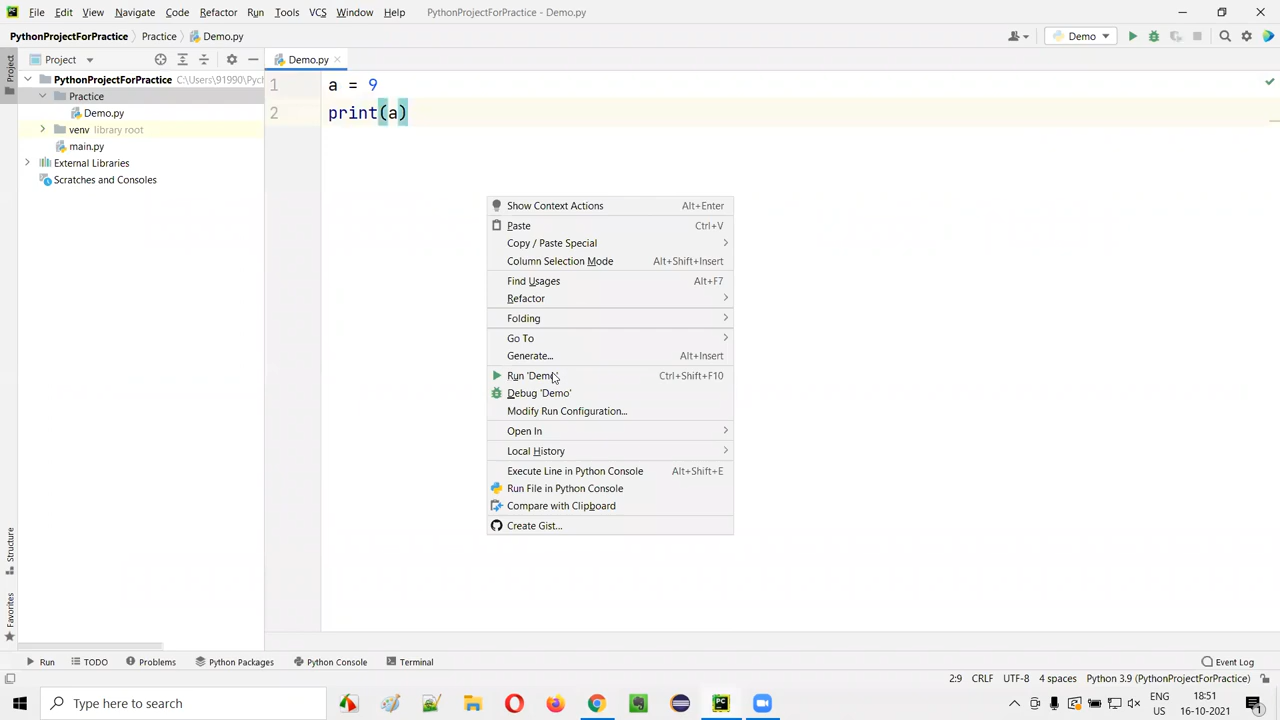 File Edit View Navigate Code Refactor Run Tools VCS Window Help PythonProjectForPractice - Demo.py
PythonProjectForPractice Practice Demo.py Demo
Project Demo.py
Project
PythonProjectForPractice C:\Users\91990\Pych
Practice
Demo.py
venv library root
main.py
External Libraries
Scratches and Consoles
1 a = 9
2 print(a)
Show Context Actions Alt+Enter
Paste Ctrl+V
Copy / Paste Special
Column Selection Mode Alt+Shift+Insert
Find Usages Alt+F7
Refactor
Folding
Go To
Generate... Alt+Insert
Run 'Demo' Ctrl+Shift+F10
Debug 'Demo'
Modify Run Configuration...
Open In
Local History
Execute Line in Python Console Alt+Shift+E
Run File in Python Console
Compare with Clipboard
Create Gist...
Structure
Favorites
Run TODO Problems Python Packages Python Console Terminal Event Log
2:9 CRLF UTF-8 4 spaces Python 3.9 (PythonProjectForPractice)
Type here to search
ENG 18:51
US 16-10-2021 1